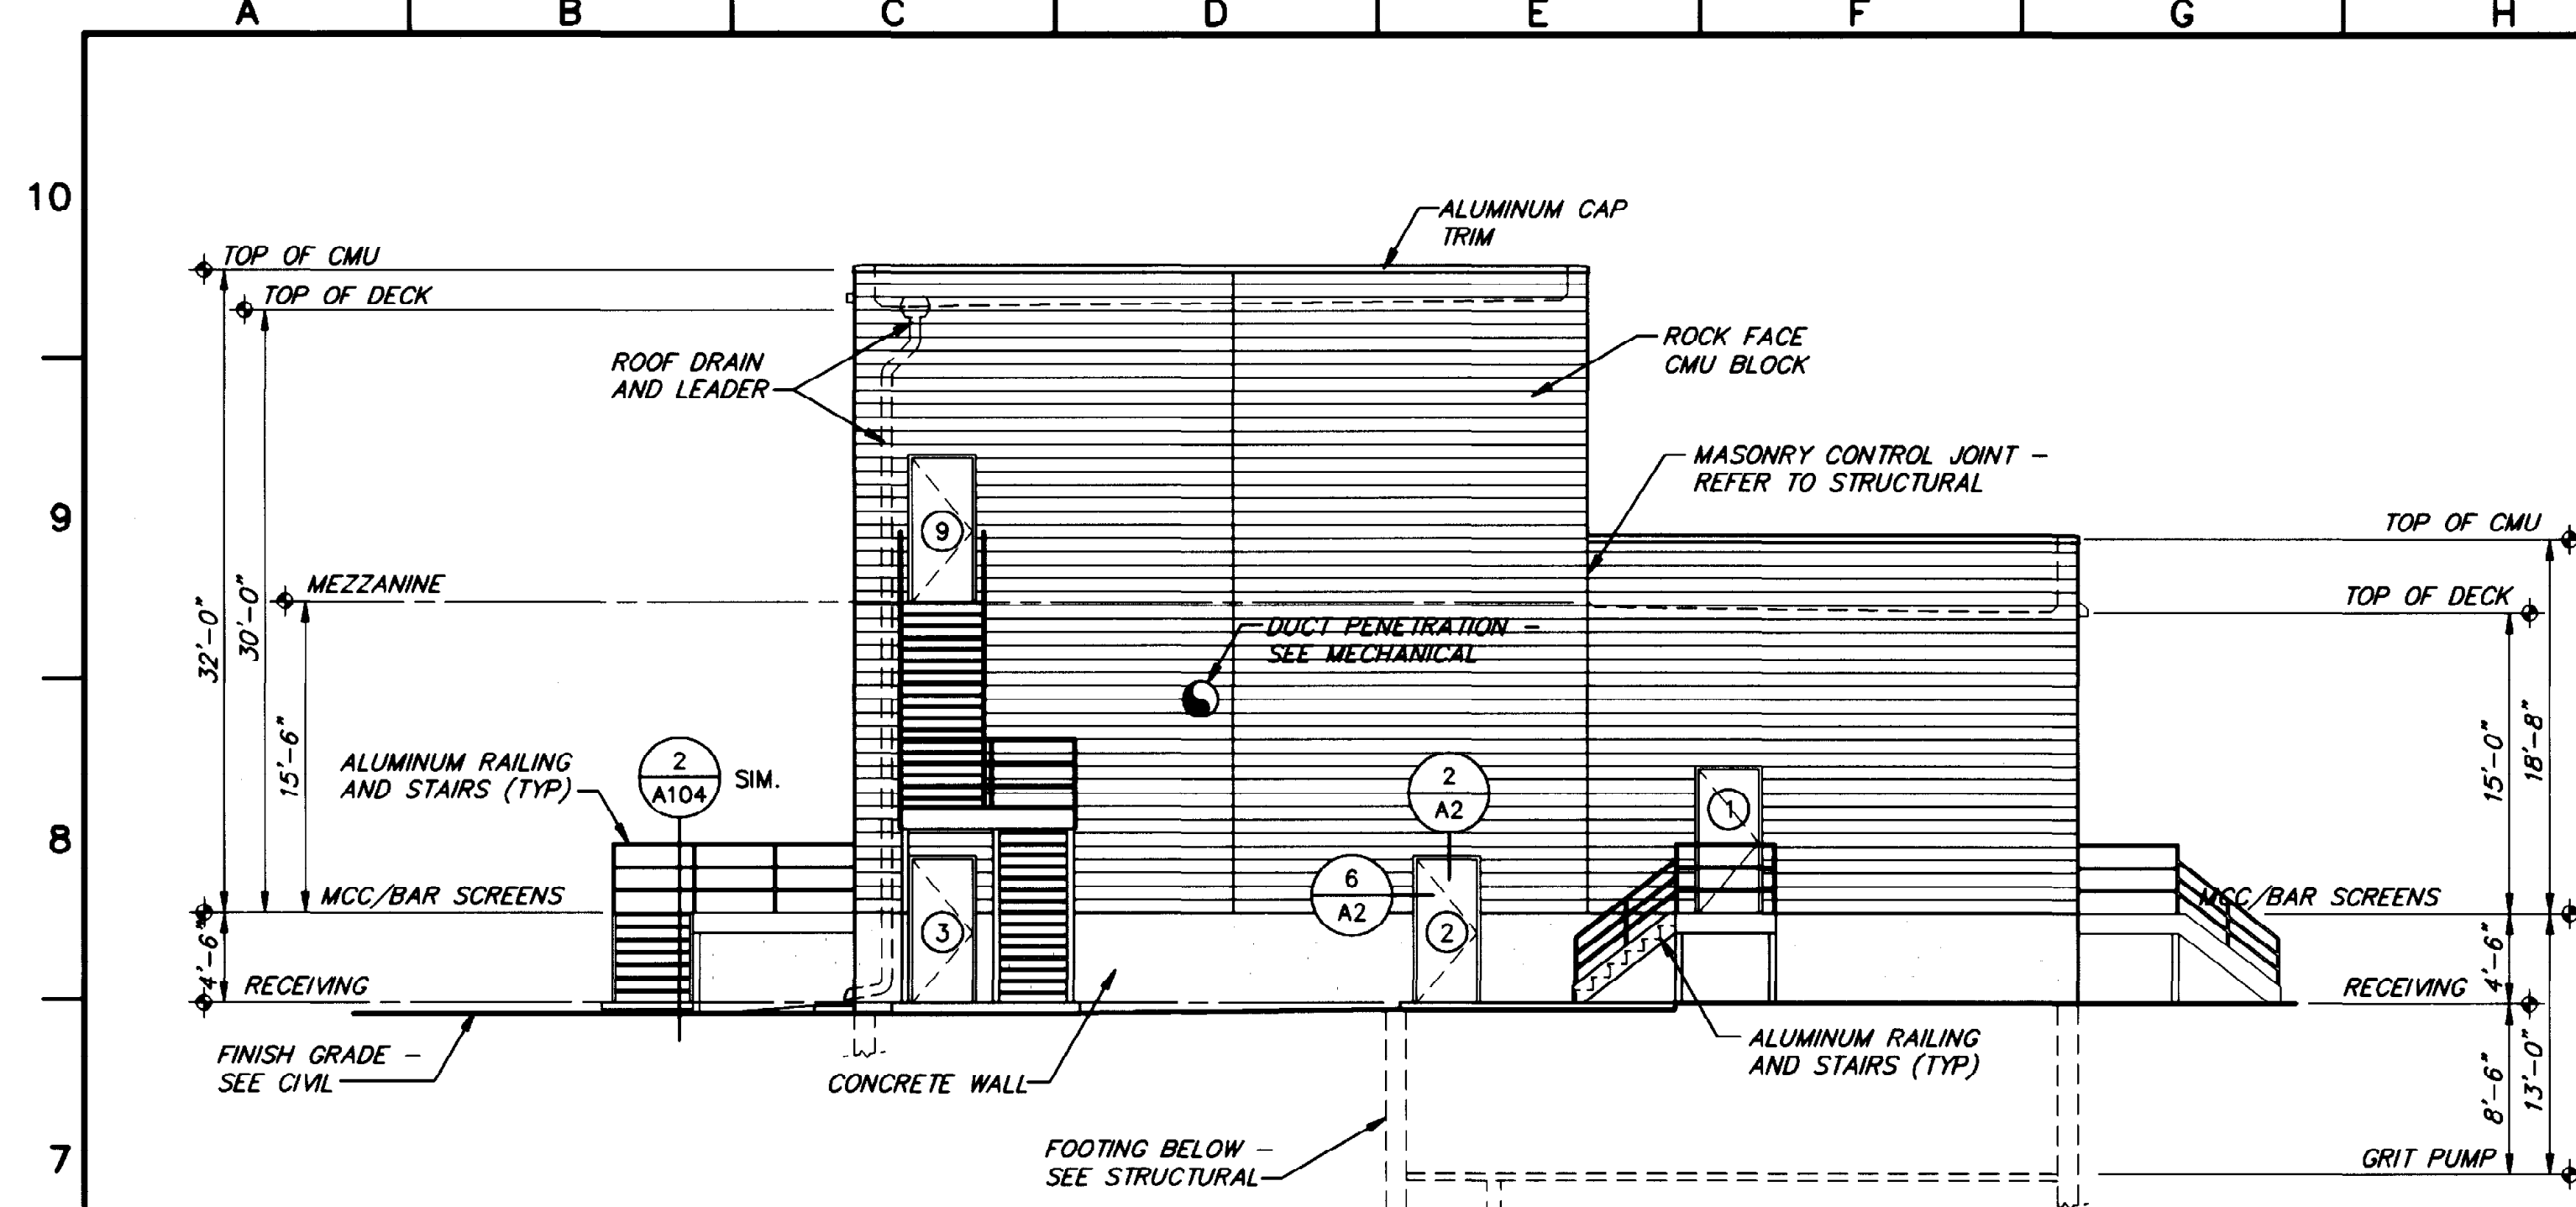 A B C D E F G H
10
9
8
7
ALUMINUM CAP
TRIM
TOP OF CMU
TOP OF DECK
ROOF DRAIN
AND LEADER
ROCK FACE
CMU BLOCK
MASONRY CONTROL JOINT –
REFER TO STRUCTURAL
TOP OF CMU
TOP OF DECK
9
MEZZANINE
32'-0"
30'-0"
15'-6"
DUCT PENETRATION –
SEE MECHANICAL
15'-0"
18'-8"
ALUMINUM RAILING
AND STAIRS (TYP)
2
A104
SIM.
2
A2
1
MCC/BAR SCREENS
6
A2
3
2
MCC/BAR SCREENS
4'-6"
4'-6"
RECEIVING
RECEIVING
FINISH GRADE –
SEE CIVIL
CONCRETE WALL
ALUMINUM RAILING
AND STAIRS (TYP)
8'-6"
13'-0"
FOOTING BELOW –
SEE STRUCTURAL
GRIT PUMP